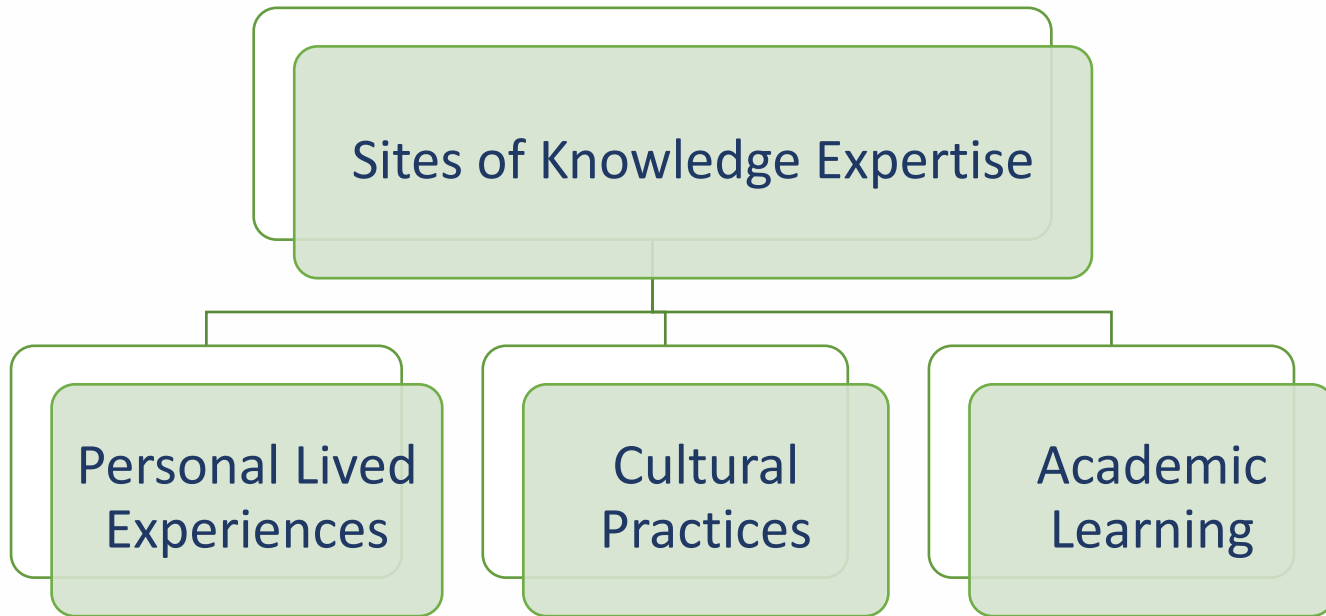 Sites of Knowledge Expertise
Personal Lived
Experiences
Cultural
Practices
Academic
Learning